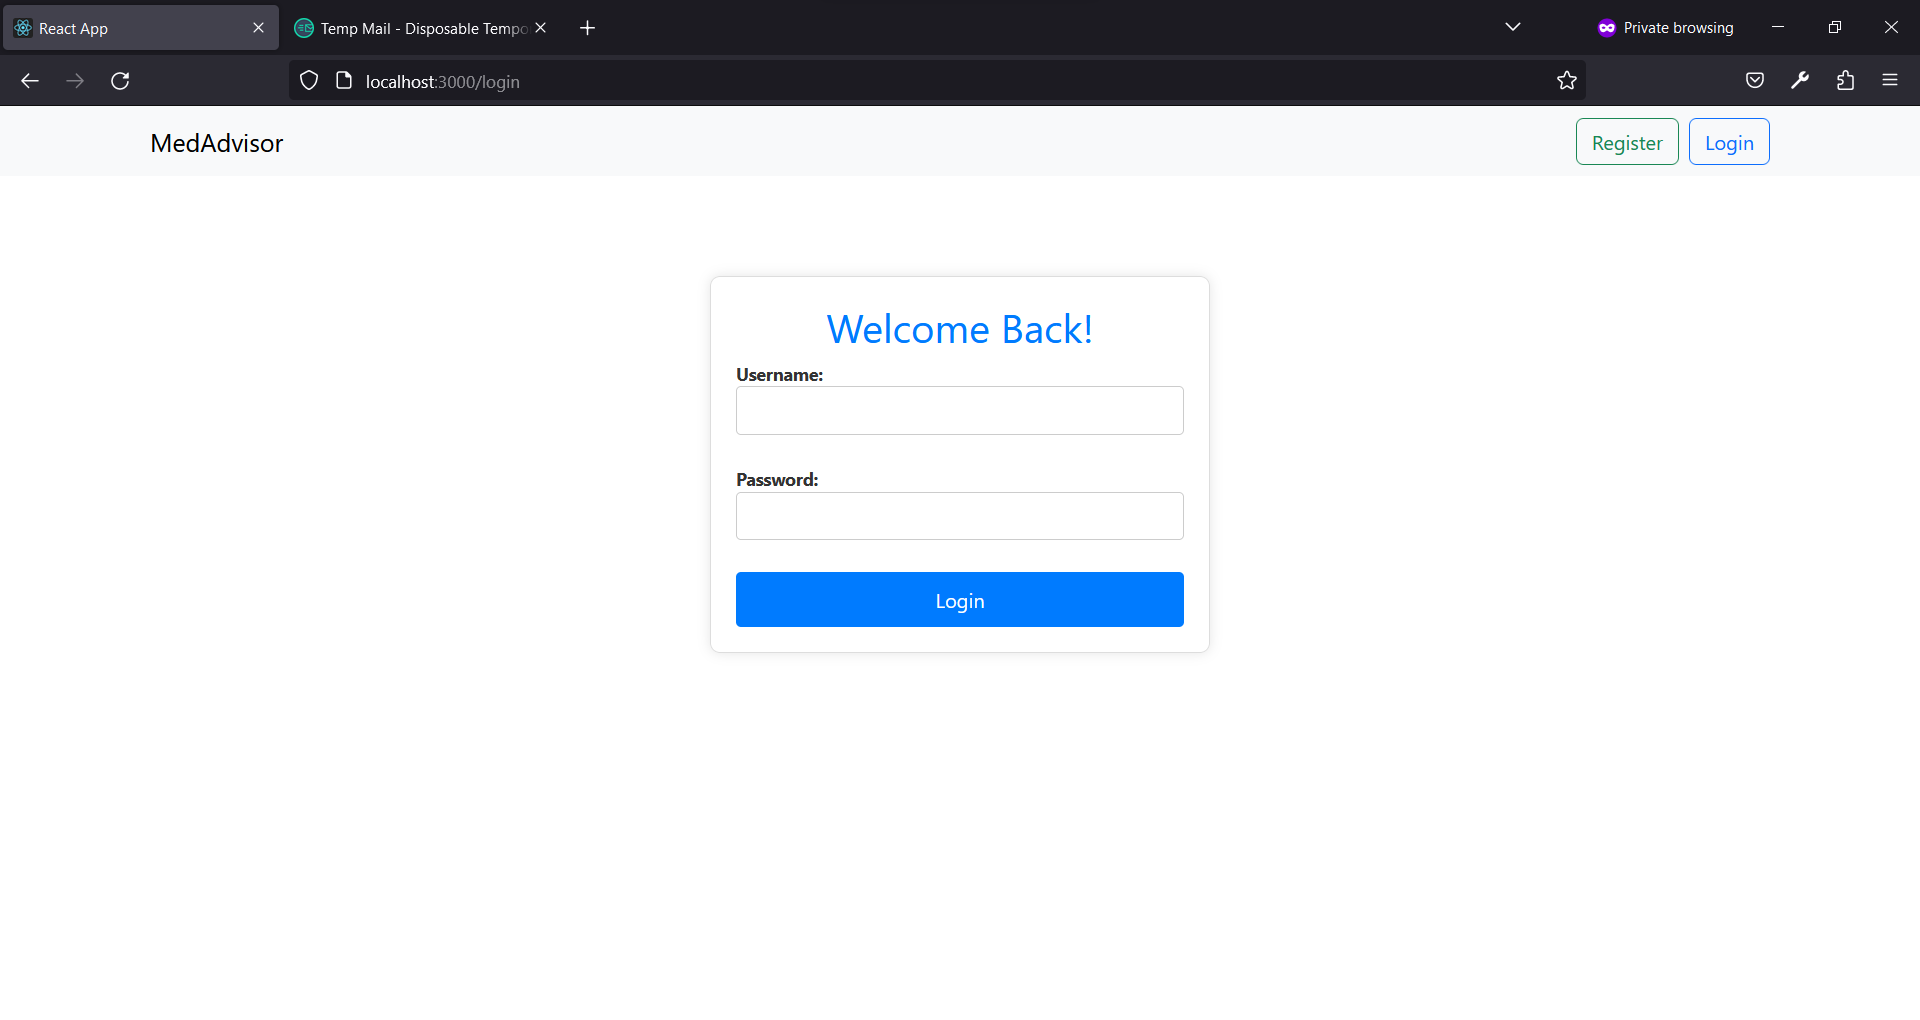 React App
Temp Mail - Disposable Tempo
Private browsing
localhost:3000/login
MedAdvisor
Register
Login
Welcome Back!
Username:
Password:
Login